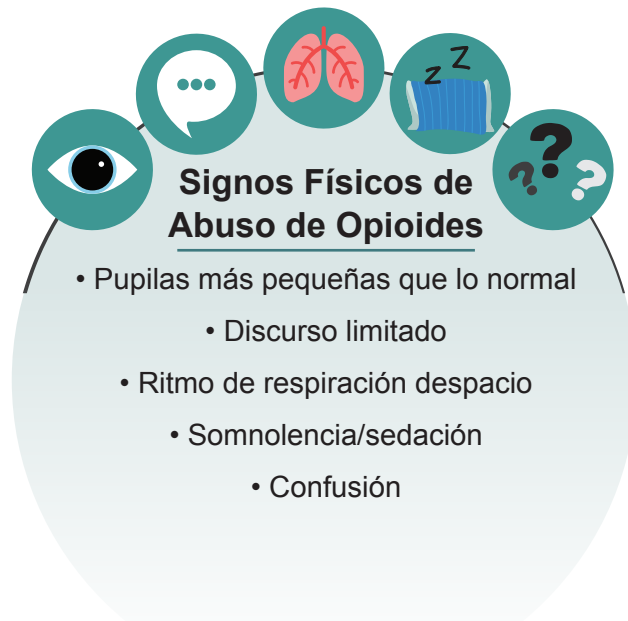 z z
Signos Físicos de
Abuso de Opioides
• Pupilas más pequeñas que lo normal
• Discurso limitado
• Ritmo de respiración despacio
• Somnolencia/sedación
• Confusión